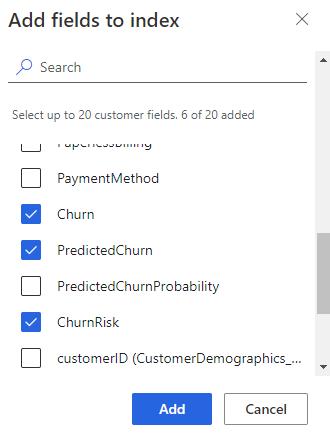 Add fields to index
Search
Select up to 20 customer fields. 6 of 20 added
PaperlessBilling
PaymentMethod
Churn
PredictedChurn
PredictedChurnProbability
ChurnRisk
customerID (CustomerDemographics_...
Add
Cancel